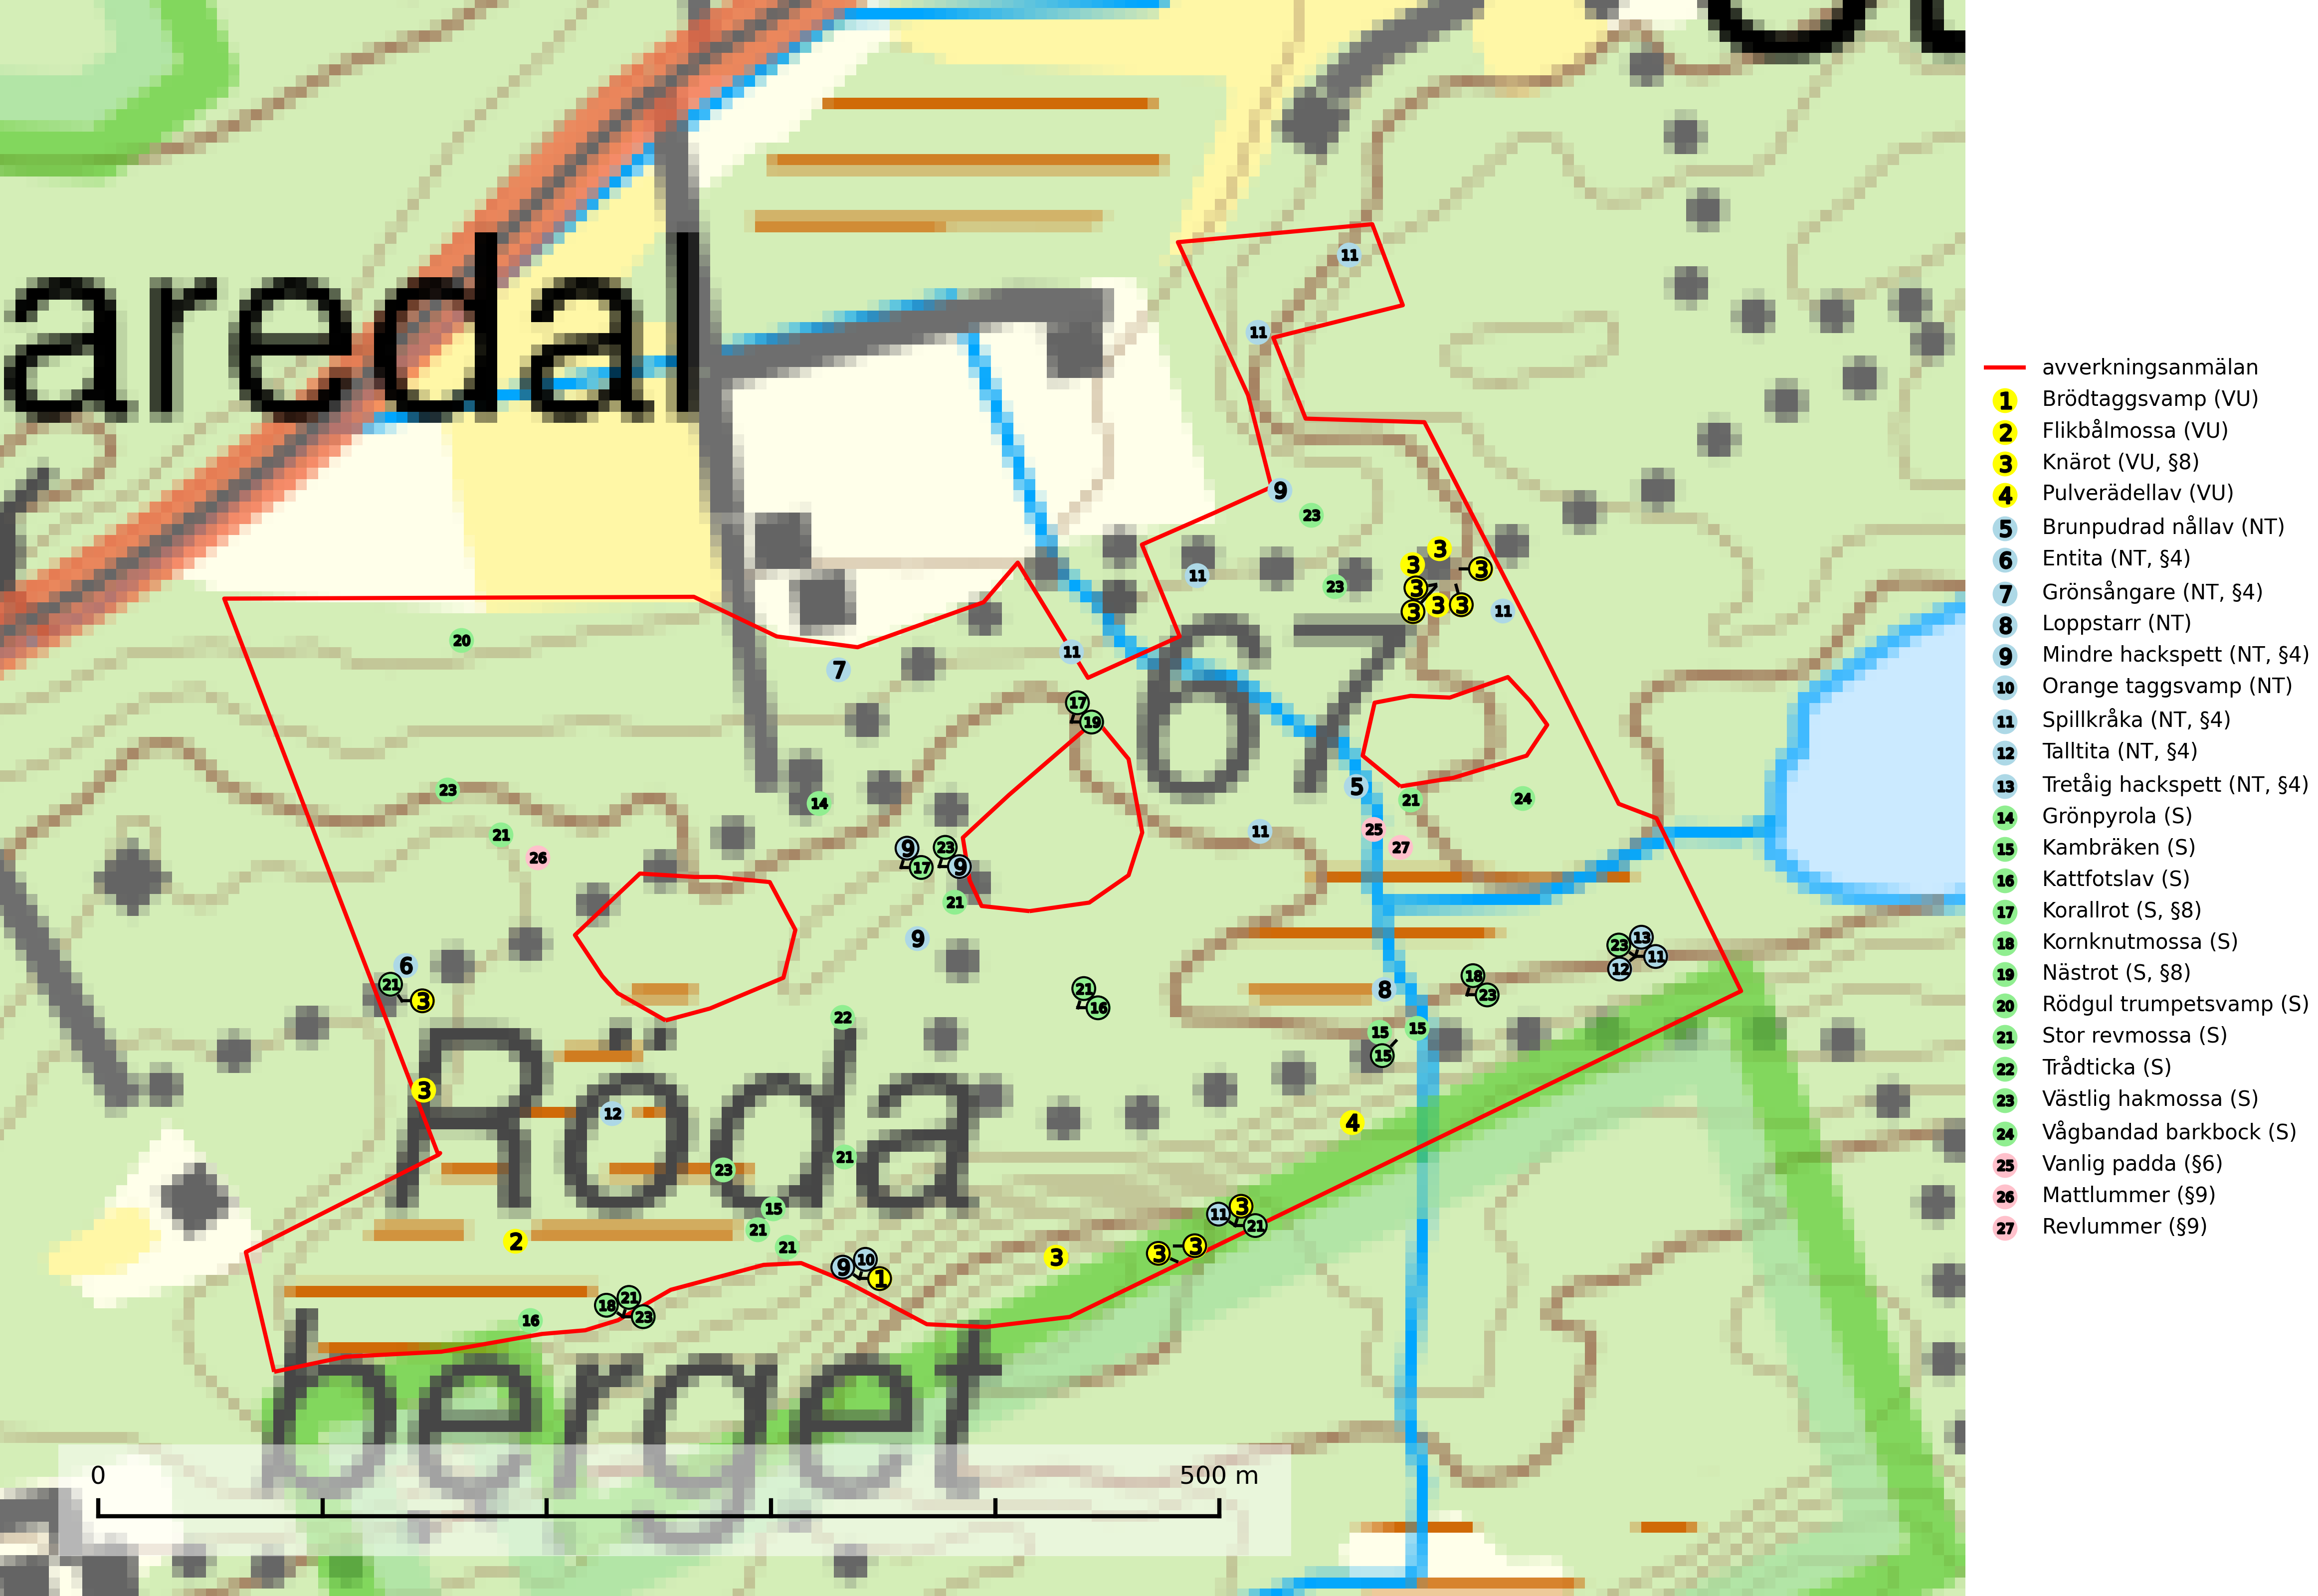 aredal
67
Röda
berget
0
500 m
avverkningsanmälan
1 Brödtaggsvamp (VU)
2 Flikbålmossa (VU)
3 Knärot (VU, §8)
4 Pulverädellav (VU)
5 Brunpudrad nållav (NT)
6 Entita (NT, §4)
7 Grönsångare (NT, §4)
8 Loppstarr (NT)
9 Mindre hackspett (NT, §4)
10 Orange taggsvamp (NT)
11 Spillkråka (NT, §4)
12 Talltita (NT, §4)
13 Tretåig hackspett (NT, §4)
14 Grönpyrola (S)
15 Kambräken (S)
16 Kattfotslav (S)
17 Korallrot (S, §8)
18 Kornknutmossa (S)
19 Nästrot (S, §8)
20 Rödgul trumpetsvamp (S)
21 Stor revmossa (S)
22 Trådticka (S)
23 Västlig hakmossa (S)
24 Vågbandad barkbock (S)
25 Vanlig padda (§6)
26 Mattlummer (§9)
27 Revlummer (§9)